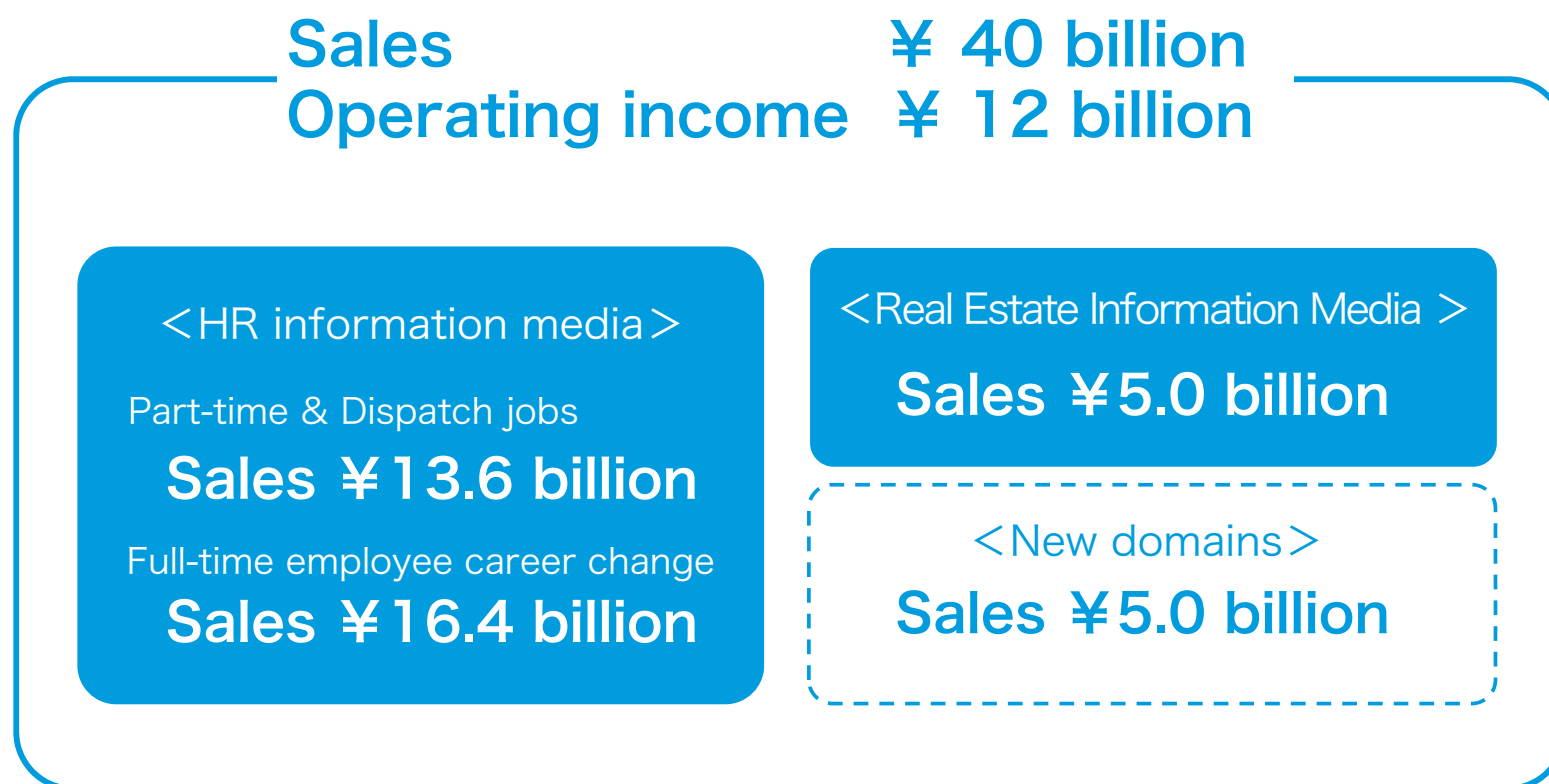 Sales ¥ 40 billion
Operating income ¥ 12 billion
＜HR information media＞
Part-time & Dispatch jobs
Sales ¥13.6 billion
Full-time employee career change
Sales ¥16.4 billion
＜Real Estate Information Media ＞
Sales ¥5.0 billion
＜New domains＞
Sales ¥5.0 billion